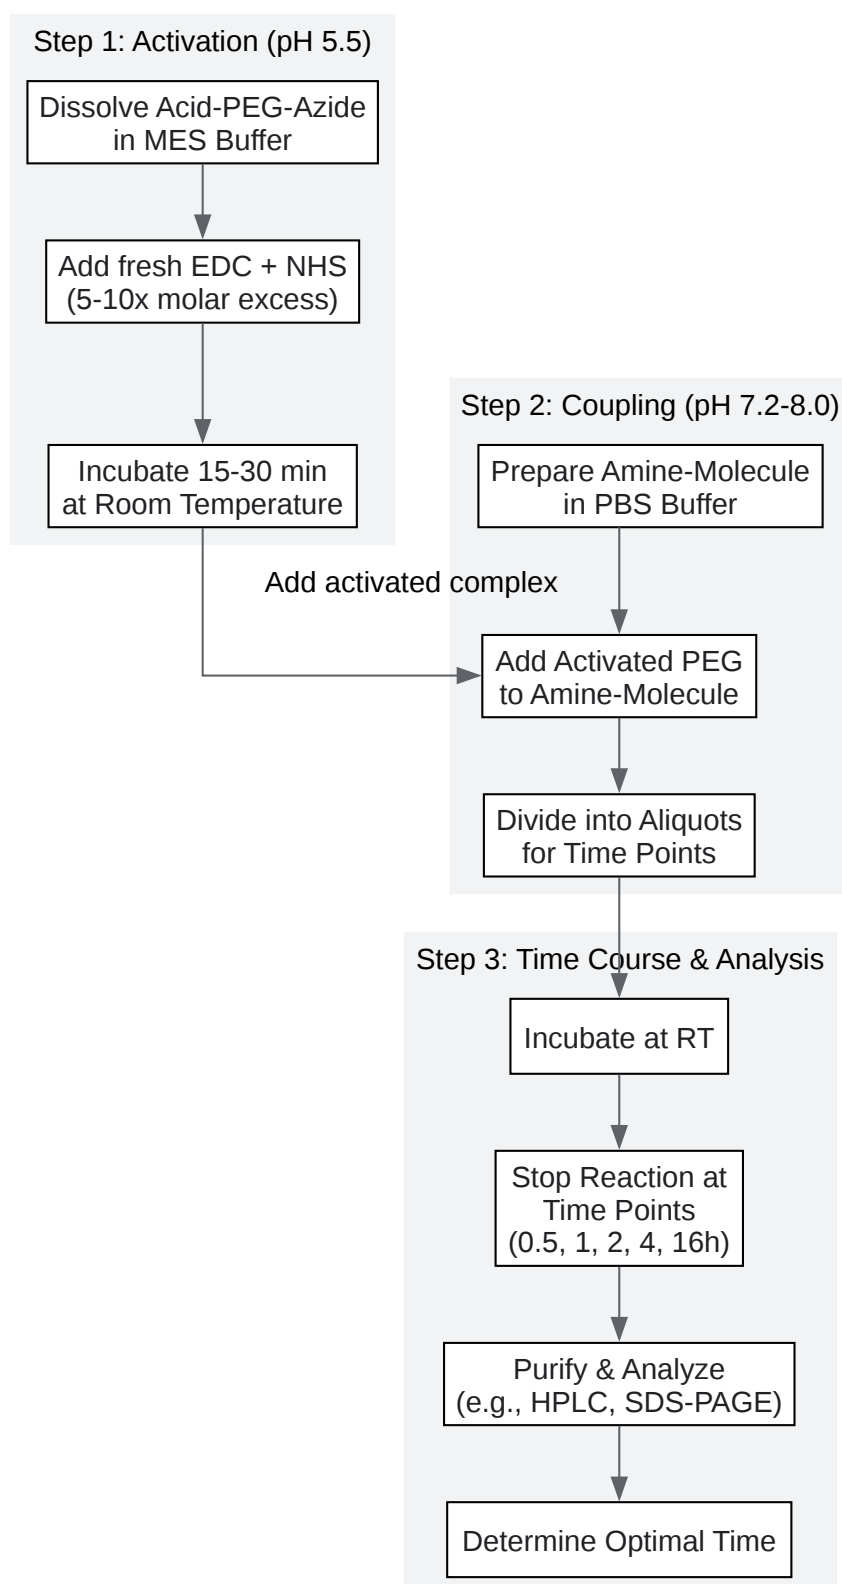 Step 1: Activation (pH 5.5)
Dissolve Acid-PEG-Azide
in MES Buffer
Add fresh EDC + NHS
(5-10x molar excess)
Incubate 15-30 min
at Room Temperature
Add activated complex
Step 2: Coupling (pH 7.2-8.0)
Prepare Amine-Molecule
in PBS Buffer
Add Activated PEG
to Amine-Molecule
Divide into Aliquots
for Time Points
Step 3: Time Course & Analysis
Incubate at RT
Stop Reaction at
Time Points
(0.5, 1, 2, 4, 16h)
Purify & Analyze
(e.g., HPLC, SDS-PAGE)
Determine Optimal Time